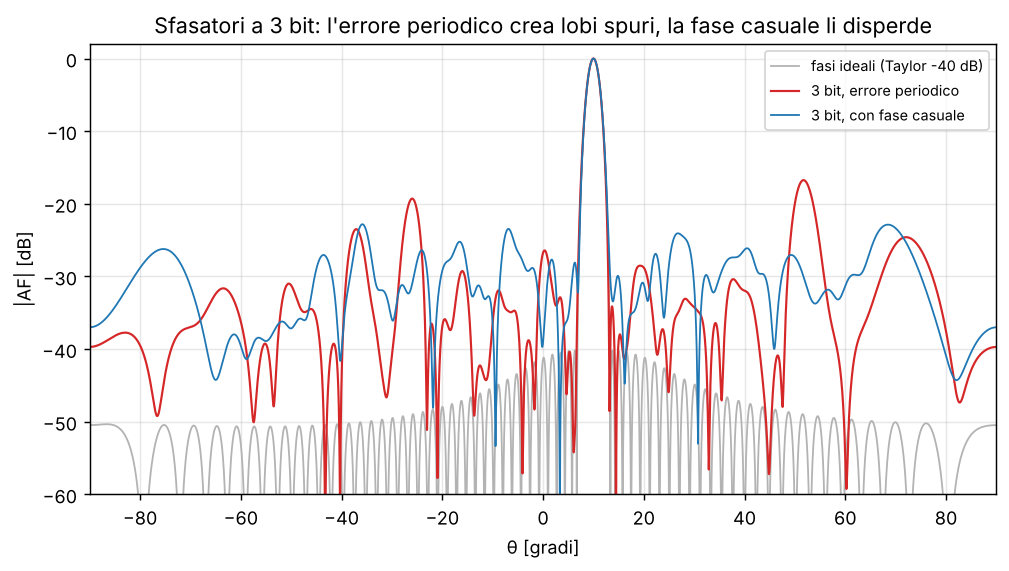 Sfasatori a 3 bit: l'errore periodico crea lobi spuri, la fase casuale li disperde
fasi ideali (Taylor -40 dB)
3 bit, errore periodico
3 bit, con fase casuale
|AF| [dB]
0
−10
−20
−30
−40
−50
−60
−80 −60 −40 −20 0 20 40 60 80
θ [gradi]